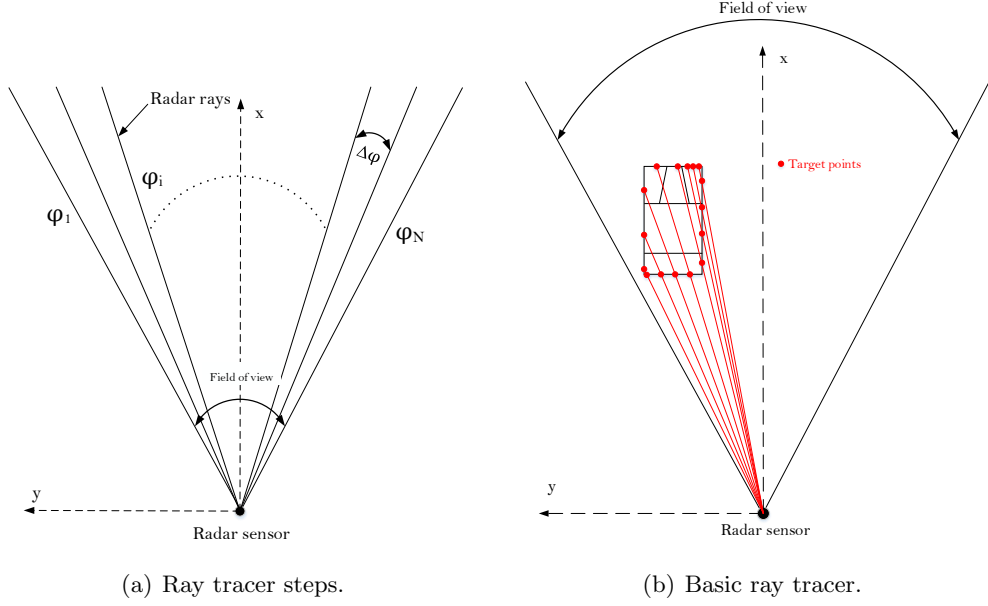 Radar rays
x
Δφ
φi
φ1
φN
Field of view
y
Radar sensor
(a) Ray tracer steps.
Field of view
x
Target points
y
Radar sensor
(b) Basic ray tracer.